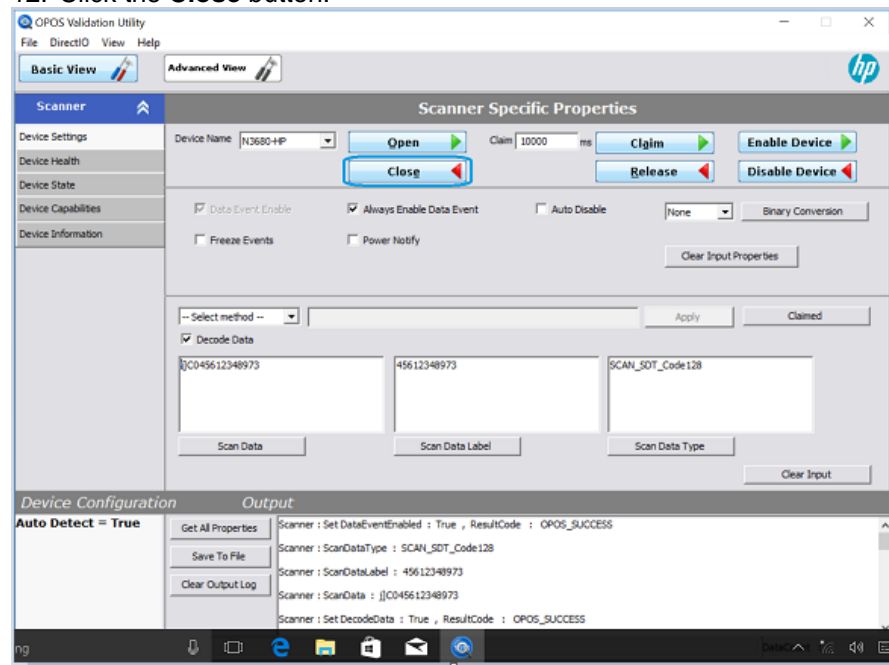 12. Click the Close button.
OPOS Validation Utility
File DirectIO View Help
Basic View
Advanced View
hp
Scanner
Scanner Specific Properties
Device Settings
Device Health
Device State
Device Capabilities
Device Information
Device Name N3680-HP
Open
Claim 10000 ms
Claim
Enable Device
Close
Release
Disable Device
Data Event Enable
Always Enable Data Event
Auto Disable
None
Binary Conversion
Freeze Events
Power Notify
Clear Input Properties
-- Select method --
Apply
Claimed
Decode Data
]C045612348973
45612348973
SCAN_SDT_Code128
Scan Data
Scan Data Label
Scan Data Type
Clear Input
Device Configuration Output
Auto Detect = True
Get All Properties
Save To File
Clear Output Log
Scanner : Set DataEventEnabled : True , ResultCode : OPOS_SUCCESS
Scanner : ScanDataType : SCAN_SDT_Code128
Scanner : ScanDataLabel : 45612348973
Scanner : ScanData : j]C045612348973
Scanner : Set DecodeData : True , ResultCode : OPOS_SUCCESS
ng